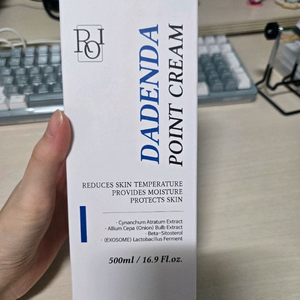 DADENDA
POINT CREAM
REDUCES SKIN TEMPERATURE
PROVIDES MOISTURE
PROTECTS SKIN
- Cynanchum Atratum Extract
- Allium Cepa (Onion) Bulb Extract
- Beta-Sitosterol
- (EXOSOME) Lactobacillus Ferment
500ml / 16.9 Fl.oz.